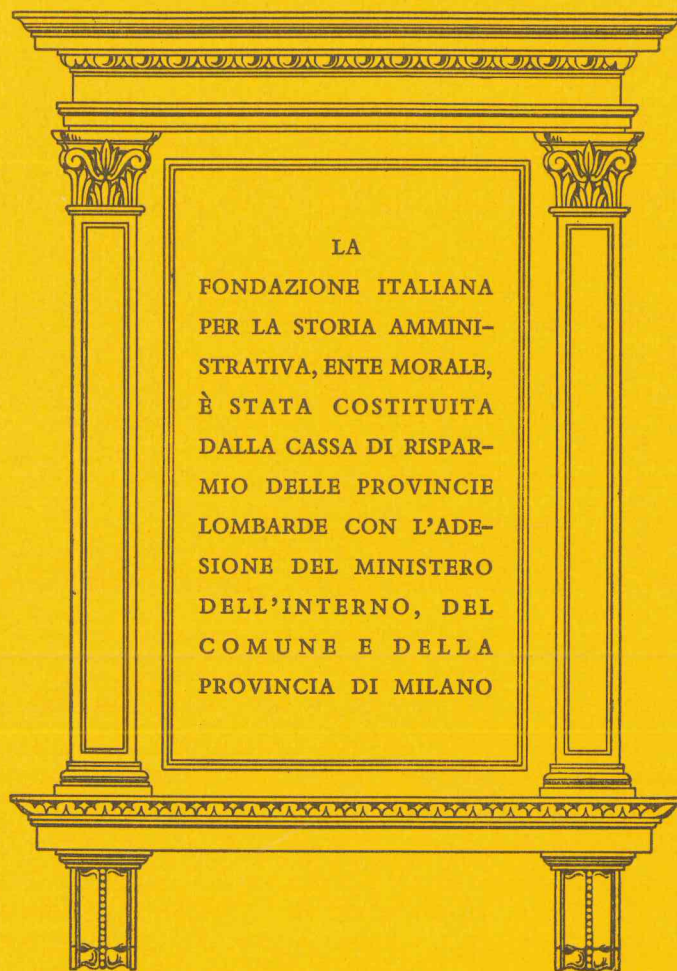 LA
FONDAZIONE ITALIANA
PER LA STORIA AMMINI-
STRATIVA, ENTE MORALE,
È STATA COSTITUITA
DALLA CASSA DI RISPAR-
MIO DELLE PROVINCIE
LOMBARDE CON L'ADE-
SIONE DEL MINISTERO
DELL'INTERNO, DEL
COMUNE E DELLA
PROVINCIA DI MILANO